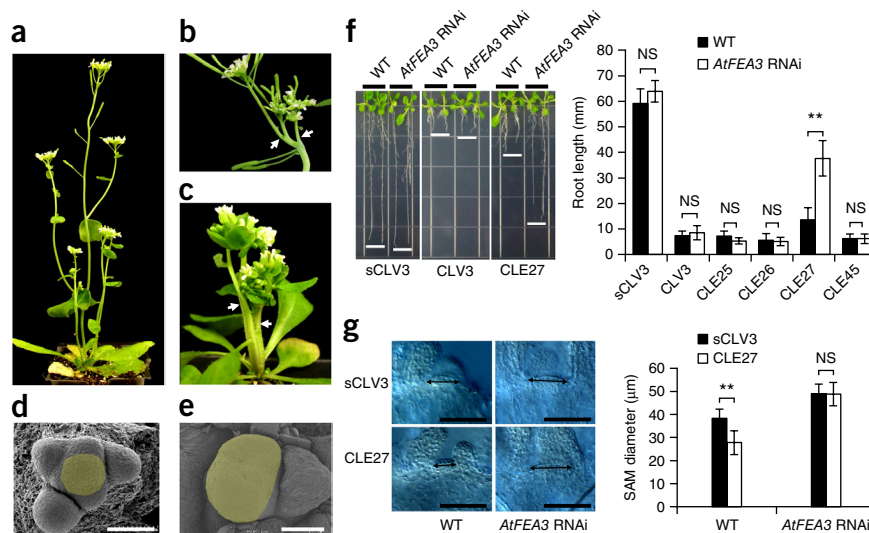 a
b
c
d
e
f
WT
AtFEA3 RNAi
WT
AtFEA3 RNAi
WT
AtFEA3 RNAi
sCLV3
CLV3
CLE27
WT
AtFEA3 RNAi
Root length (mm)
80
70
60
50
40
30
20
10
0
NS
NS
NS
NS
**
NS
sCLV3
CLV3
CLE25
CLE26
CLE27
CLE45
g
sCLV3
CLE27
WT
AtFEA3 RNAi
sCLV3
CLE27
SAM diameter (μm)
60
50
40
30
20
10
0
**
NS
WT
AtFEA3 RNAi